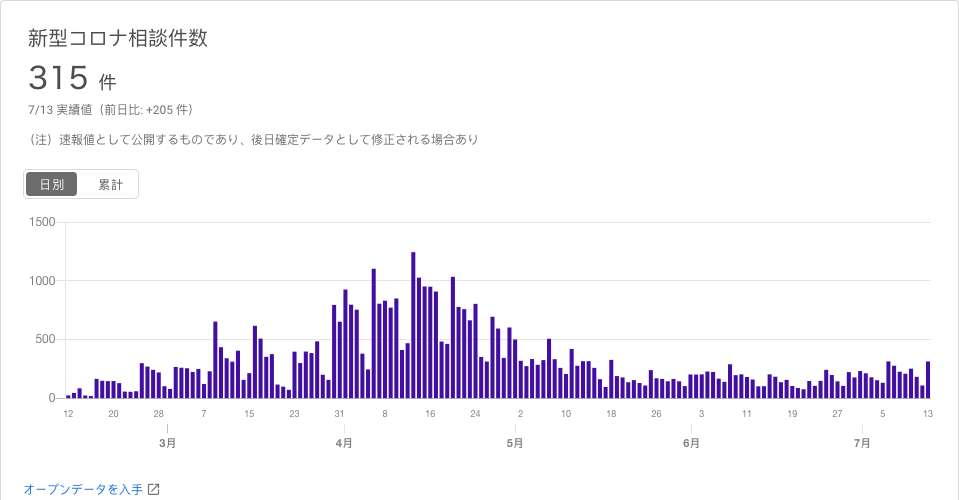 新型コロナ相談件数
315 件
7/13 実績値（前日比: +205 件）
（注）速報値として公開するものであり、後日確定データとして修正される場合あり
日別 累計
1500
1000
500
0
12 20 28 7 15 23 31 8 16 24 2 10 18 26 3 11 19 27 5 13
3月 4月 5月 6月 7月
オープンデータを入手